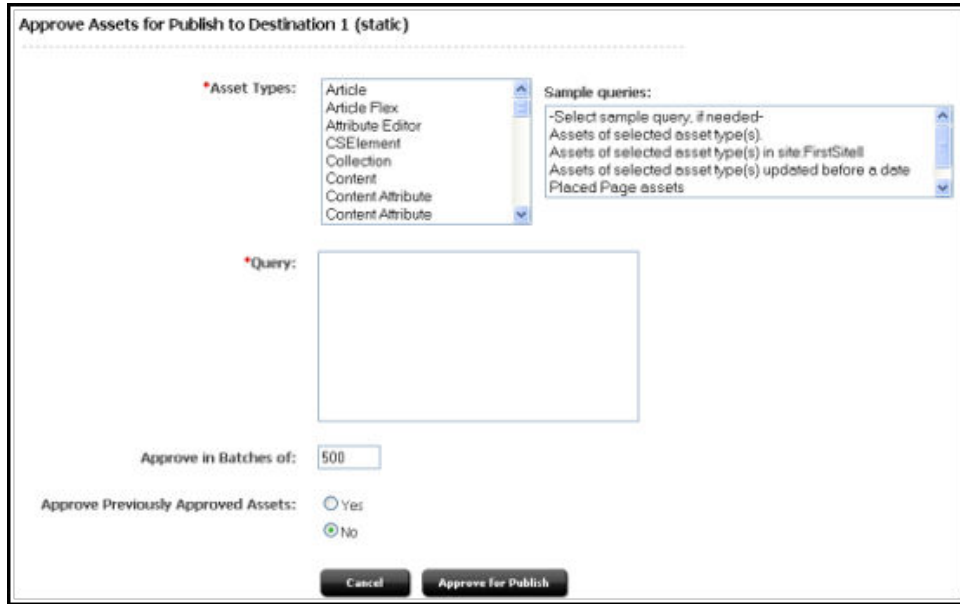 Approve Assets for Publish to Destination 1 (static)
*Asset Types:
Article
Article Flex
Attribute Editor
CSElement
Collection
Content
Content Attribute
Content Attribute
Sample queries:
-Select sample query, if needed-
Assets of selected asset type(s).
Assets of selected asset type(s) in site:FirstSiteII
Assets of selected asset type(s) updated before a date
Placed Page assets
*Query:
Approve in Batches of:
500
Approve Previously Approved Assets:
Yes
No
Cancel
Approve for Publish